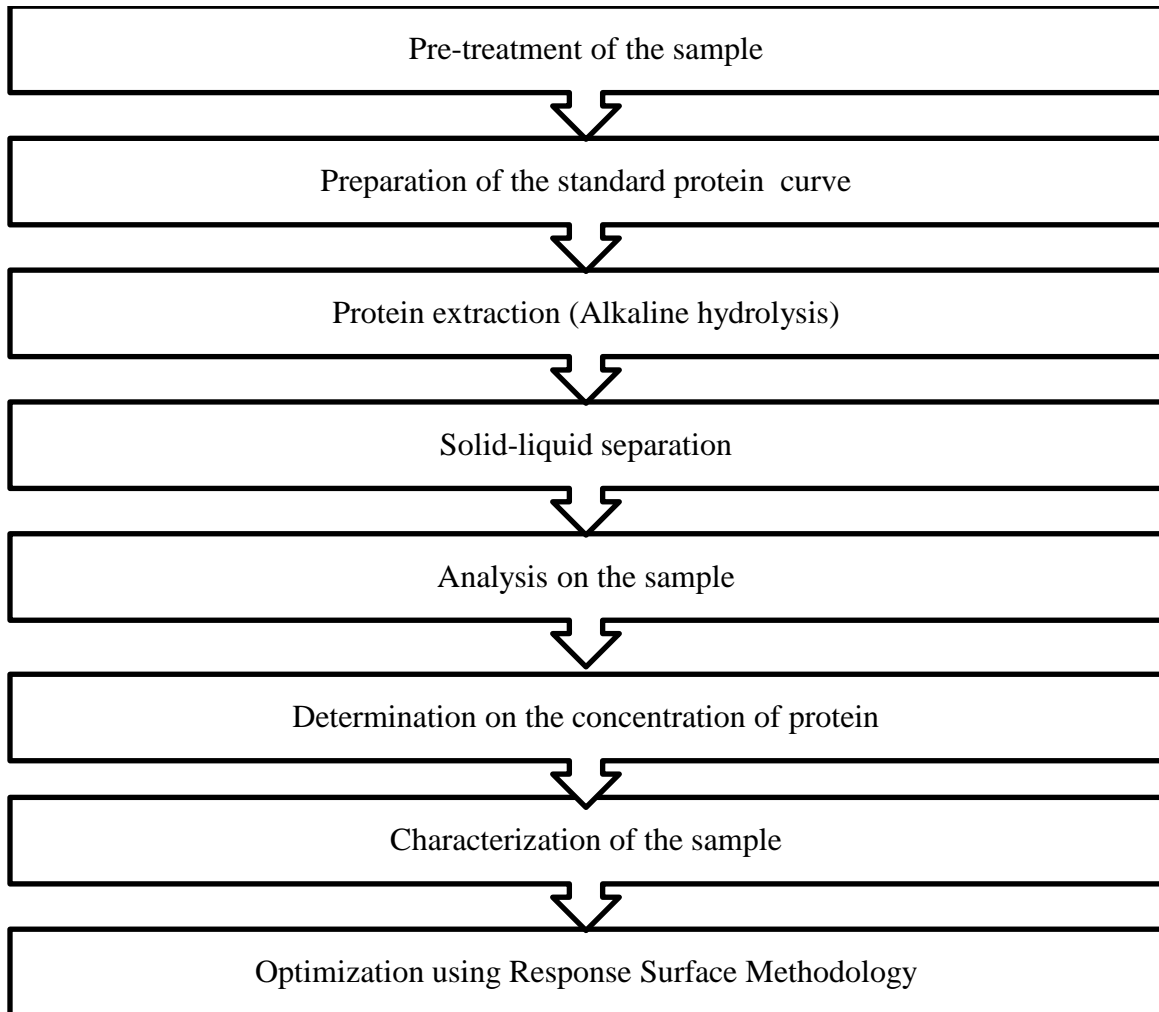 Pre-treatment of the sample
Preparation of the standard protein curve
Protein extraction (Alkaline hydrolysis)
Solid-liquid separation
Analysis on the sample
Determination on the concentration of protein
Characterization of the sample
Optimization using Response Surface Methodology